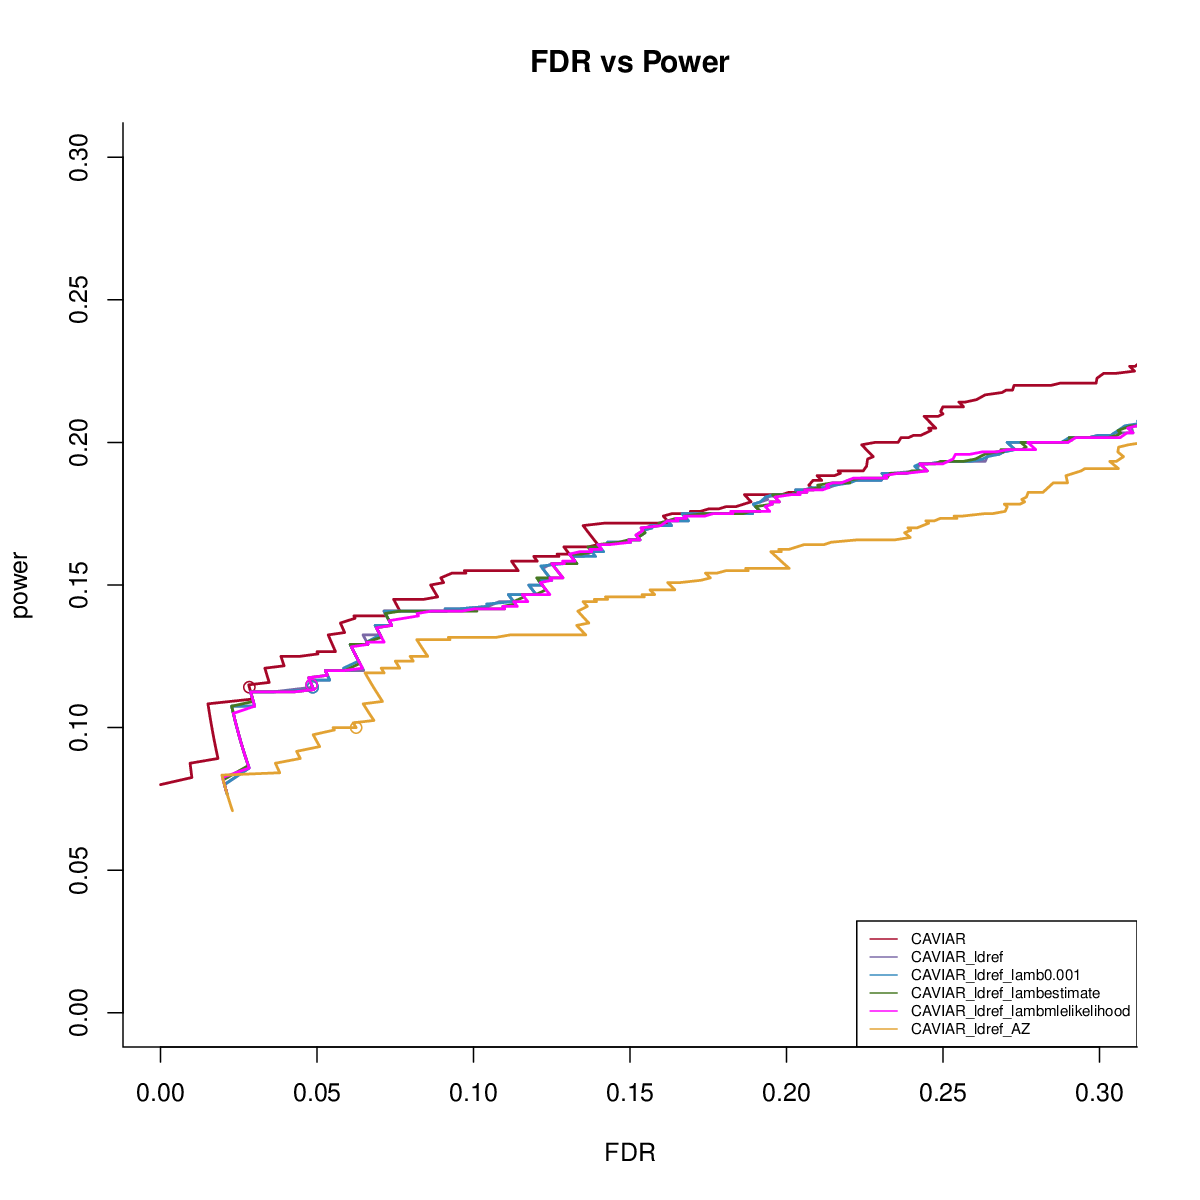 FDR vs Power
power
0.30
0.25
0.20
0.15
0.10
0.05
0.00
CAVIAR
CAVIAR_ldref
CAVIAR_ldref_lamb0.001
CAVIAR_ldref_lambestimate
CAVIAR_ldref_lambmlelikelihood
CAVIAR_ldref_AZ
0.00 0.05 0.10 0.15 0.20 0.25 0.30
FDR